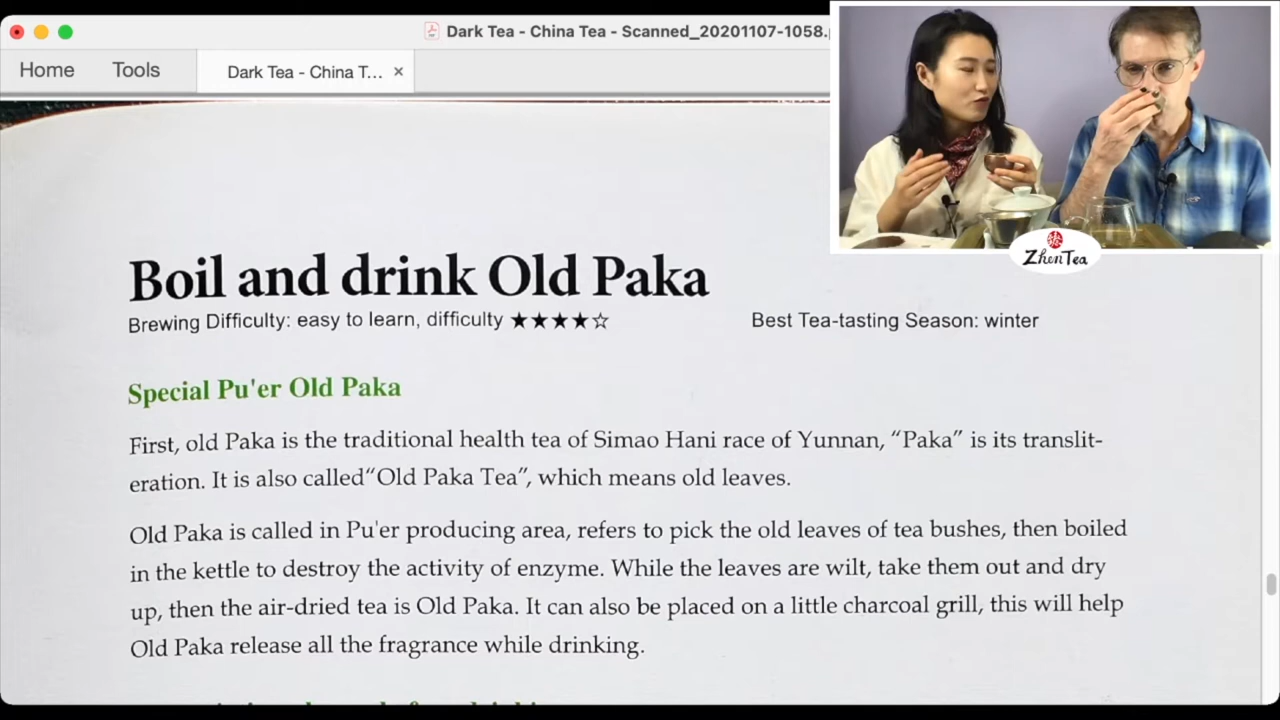 Dark Tea - China Tea - Scanned_20201107-1058.p
Home
Tools
Dark Tea - China T... ×
Zhen Tea
Boil and drink Old Paka
Brewing Difficulty: easy to learn, difficulty ★★★★☆
Best Tea-tasting Season: winter
Special Pu'er Old Paka
First, old Paka is the traditional health tea of Simao Hani race of Yunnan, “Paka” is its translit-
eration. It is also called“Old Paka Tea”, which means old leaves.
Old Paka is called in Pu'er producing area, refers to pick the old leaves of tea bushes, then boiled
in the kettle to destroy the activity of enzyme. While the leaves are wilt, take them out and dry
up, then the air-dried tea is Old Paka. It can also be placed on a little charcoal grill, this will help
Old Paka release all the fragrance while drinking.